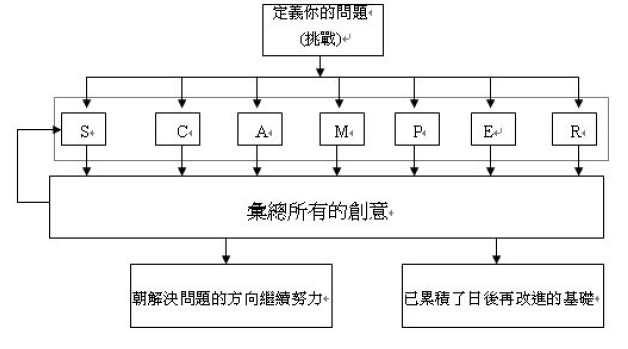 定義你的問題
(挑戰)
S C A M P E R
彙總所有的創意
朝解決問題的方向繼續努力 已累積了日後再改進的基礎